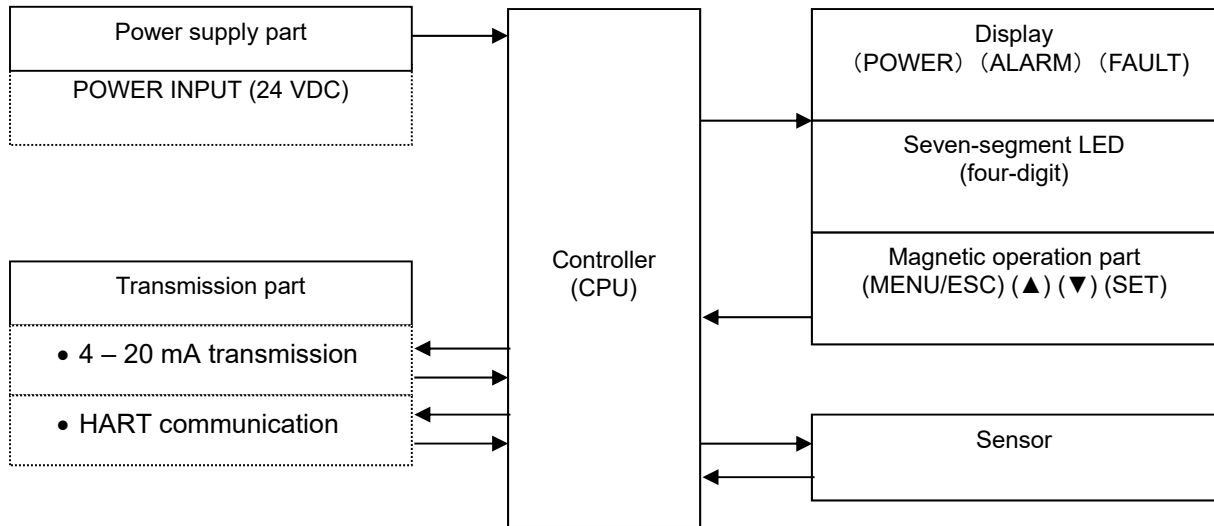 Power supply part
POWER INPUT (24 VDC)
Transmission part
• 4 – 20 mA transmission
• HART communication
Controller
(CPU)
Display
（POWER）（ALARM）（FAULT）
Seven-segment LED
(four-digit)
Magnetic operation part
(MENU/ESC) (▲) (▼) (SET)
Sensor